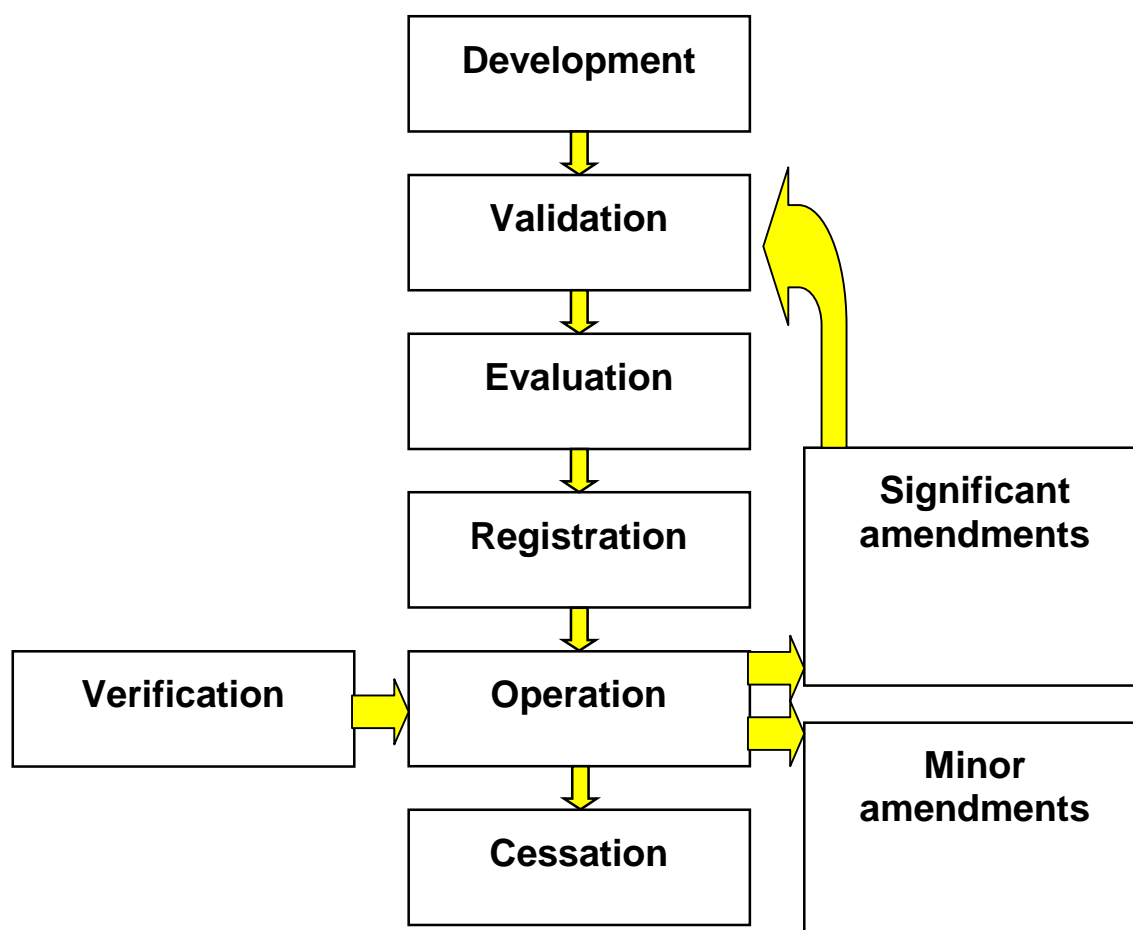 Development
Validation
Evaluation
Significant
amendments
Registration
Verification
Operation
Minor
amendments
Cessation